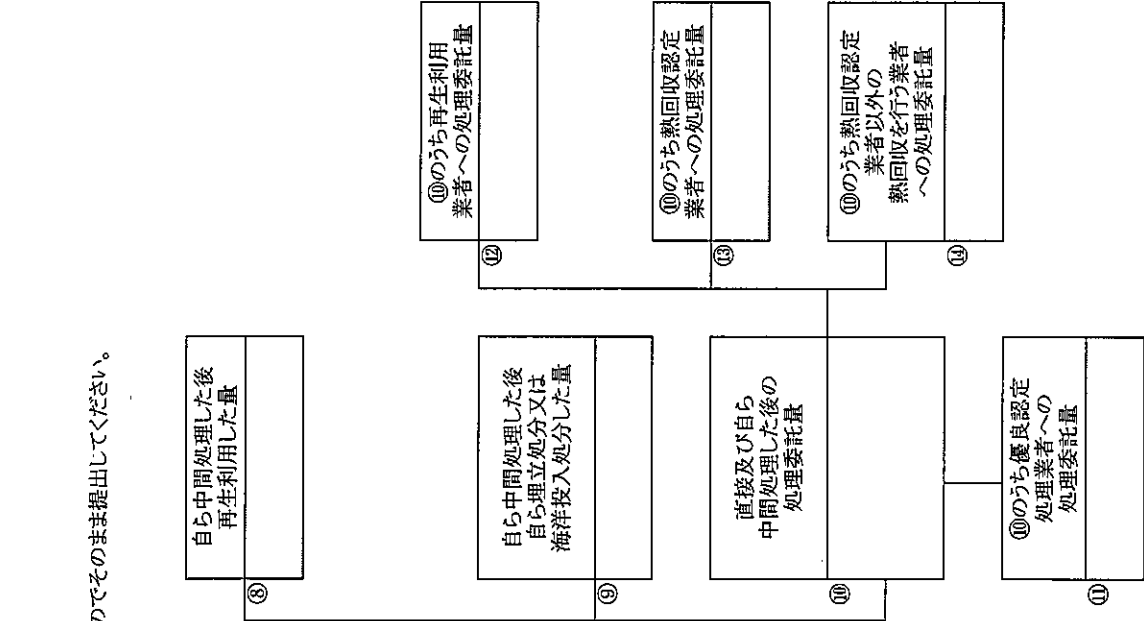 のでそのまま提出してください。
⑧
自ら中間処理した後
再生利用した量
⑨
自ら中間処理した後
自ら埋立処分又は
海洋投入処分した量
⑩
直接及び自ら
中間処理した後の
処理委託量
⑪
⑩のうち優良認定
処理業者への
処理委託量
⑫
⑩のうち再生利用
業者への処理委託量
⑬
⑩のうち熱回収認定
業者への処理委託量
⑭
⑩のうち熱回収認定
業者以外の
熱回収を行う業者
への処理委託量